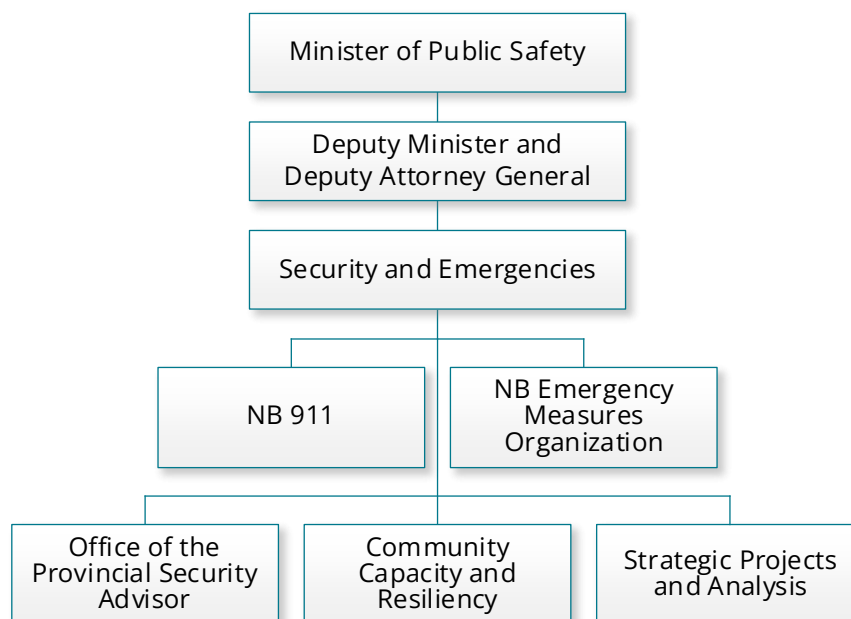 Minister of Public Safety
Deputy Minister and
Deputy Attorney General
Security and Emergencies
NB 911
NB Emergency
Measures
Organization
Office of the
Provincial Security
Advisor
Community
Capacity and
Resiliency
Strategic Projects
and Analysis